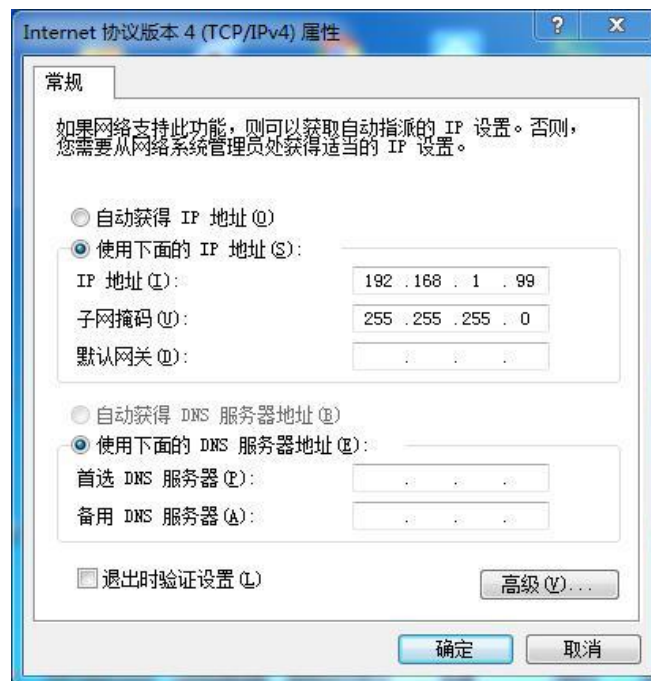 Internet 协议版本 4 (TCP/IPv4) 属性
? X
常规
如果网络支持此功能，则可以获取自动指派的 IP 设置。否则，
您需要从网络系统管理员处获得适当的 IP 设置。
自动获得 IP 地址(O)
使用下面的 IP 地址(S):
IP 地址(I): 192 .168 . 1 . 99
子网掩码(U): 255 .255 .255 . 0
默认网关(D): . . .
自动获得 DNS 服务器地址(B)
使用下面的 DNS 服务器地址(E):
首选 DNS 服务器(P): . . .
备用 DNS 服务器(A): . . .
退出时验证设置(L)
高级(V)...
确定 取消